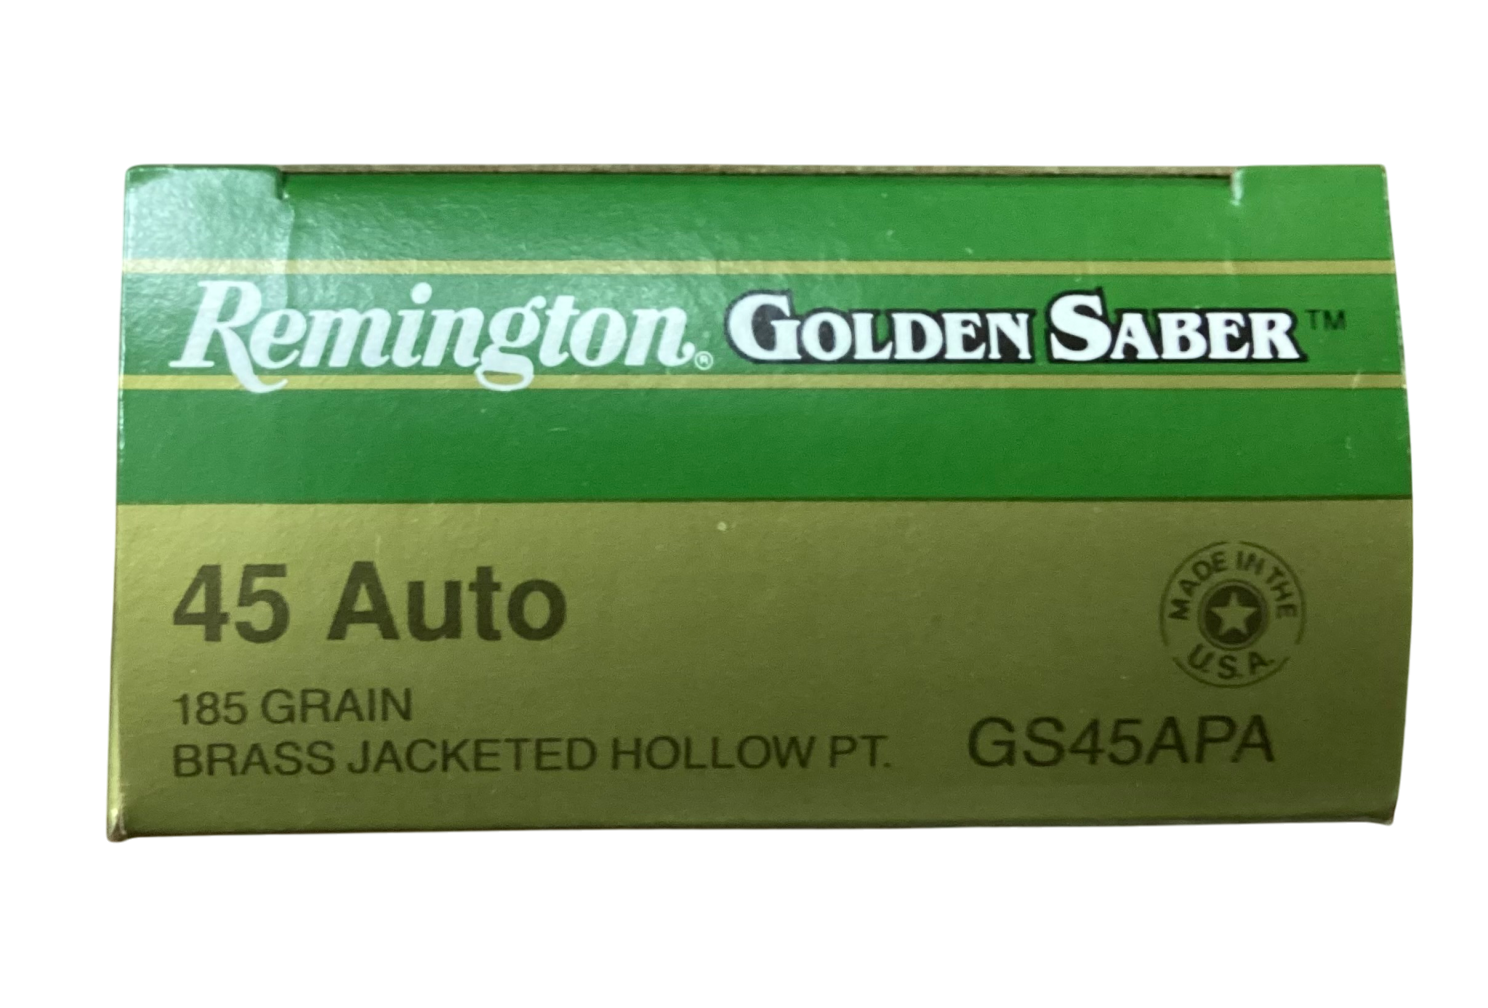 Remington® GOLDEN SABER™
45 Auto
MADE IN THE
U.S.A.
185 GRAIN
BRASS JACKETED HOLLOW PT.
GS45APA